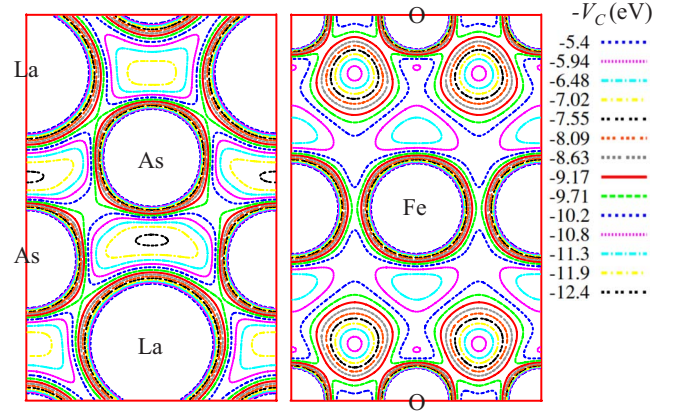 O
-V_C (eV)
La
As
Fe
As
La
O
-5.4
-5.94
-6.48
-7.02
-7.55
-8.09
-8.63
-9.17
-9.71
-10.2
-10.8
-11.3
-11.9
-12.4